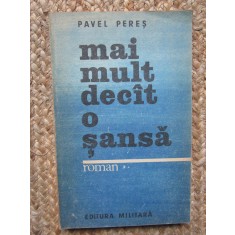 PAVEL PEREȘ
mai
mult
decît
o
șansă
roman **
EDITURA MILITARĂ